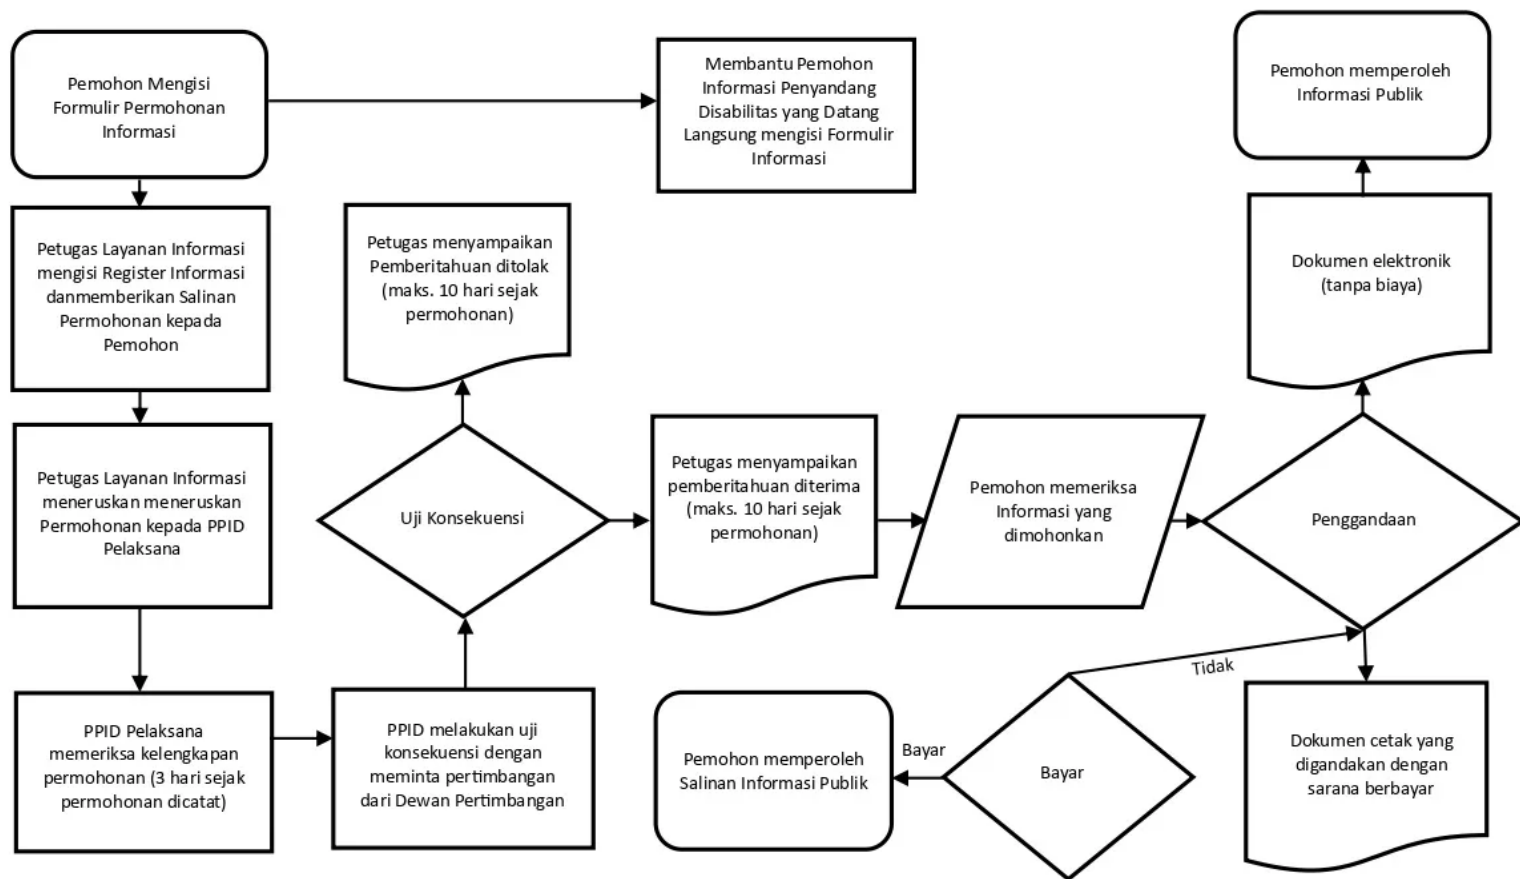 Pemohon Mengisi
Formulir Permohonan
Informasi
Membantu Pemohon
Informasi Penyandang
Disabilitas yang Datang
Langsung mengisi Formulir
Informasi
Pemohon memperoleh
Informasi Publik
Petugas Layanan Informasi
mengisi Register Informasi
danmemberikan Salinan
Permohonan kepada
Pemohon
Petugas menyampaikan
Pemberitahuan ditolak
(maks. 10 hari sejak
permohonan)
Dokumen elektronik
(tanpa biaya)
Petugas Layanan Informasi
meneruskan meneruskan
Permohonan kepada PPID
Pelaksana
Uji Konsekuensi
Petugas menyampaikan
pemberitahuan diterima
(maks. 10 hari sejak
permohonan)
Pemohon memeriksa
Informasi yang
dimohonkan
Penggandaan
PPID Pelaksana
memeriksa kelengkapan
permohonan (3 hari sejak
permohonan dicatat)
PPID melakukan uji
konsekuensi dengan
meminta pertimbangan
dari Dewan Pertimbangan
Pemohon memperoleh
Salinan Informasi Publik
Bayar
Bayar
Tidak
Dokumen cetak yang
digandakan dengan
sarana berbayar